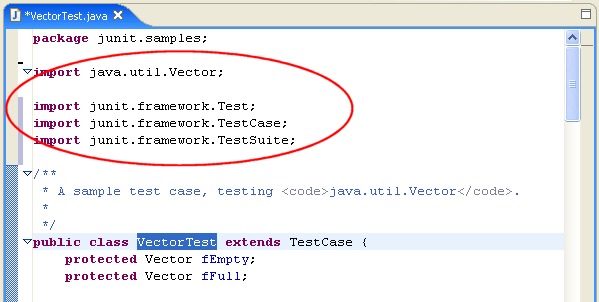 *VectorTest.java
package junit.samples;
import java.util.Vector;
import junit.framework.Test;
import junit.framework.TestCase;
import junit.framework.TestSuite;
/**
* A sample test case, testing <code>java.util.Vector</code>.
*
*/
public class VectorTest extends TestCase {
protected Vector fEmpty;
protected Vector fFull;